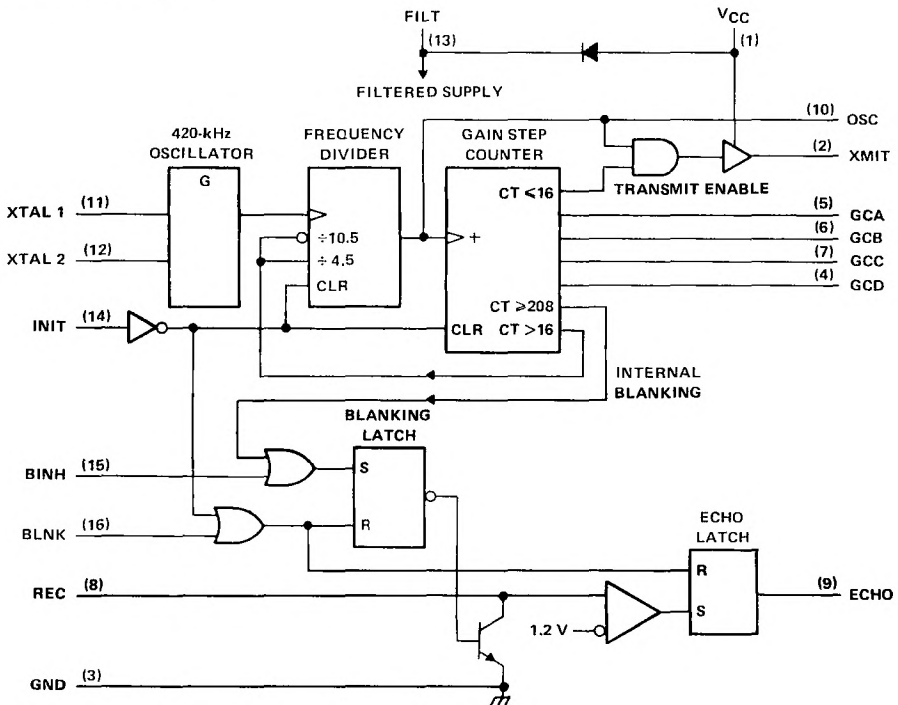 FILT
VCC
(13)
(1)
FILTERED SUPPLY
(10)
OSC
420-kHz
OSCILLATOR
FREQUENCY
DIVIDER
GAIN STEP
COUNTER
G
(2)
XMIT
CT ≤16
TRANSMIT ENABLE
XTAL 1
(11)
(5)
GCA
+
÷10.5
(6)
GCB
XTAL 2
(12)
÷4.5
(7)
GCC
CLR
(4)
GCD
CT ≥208
INIT
(14)
CLR
CT >16
INTERNAL
BLANKING
BLANKING
LATCH
BINH
(15)
S
BLNK
(16)
R
ECHO
LATCH
R
REC
(8)
(9)
ECHO
S
1.2 V
GND
(3)